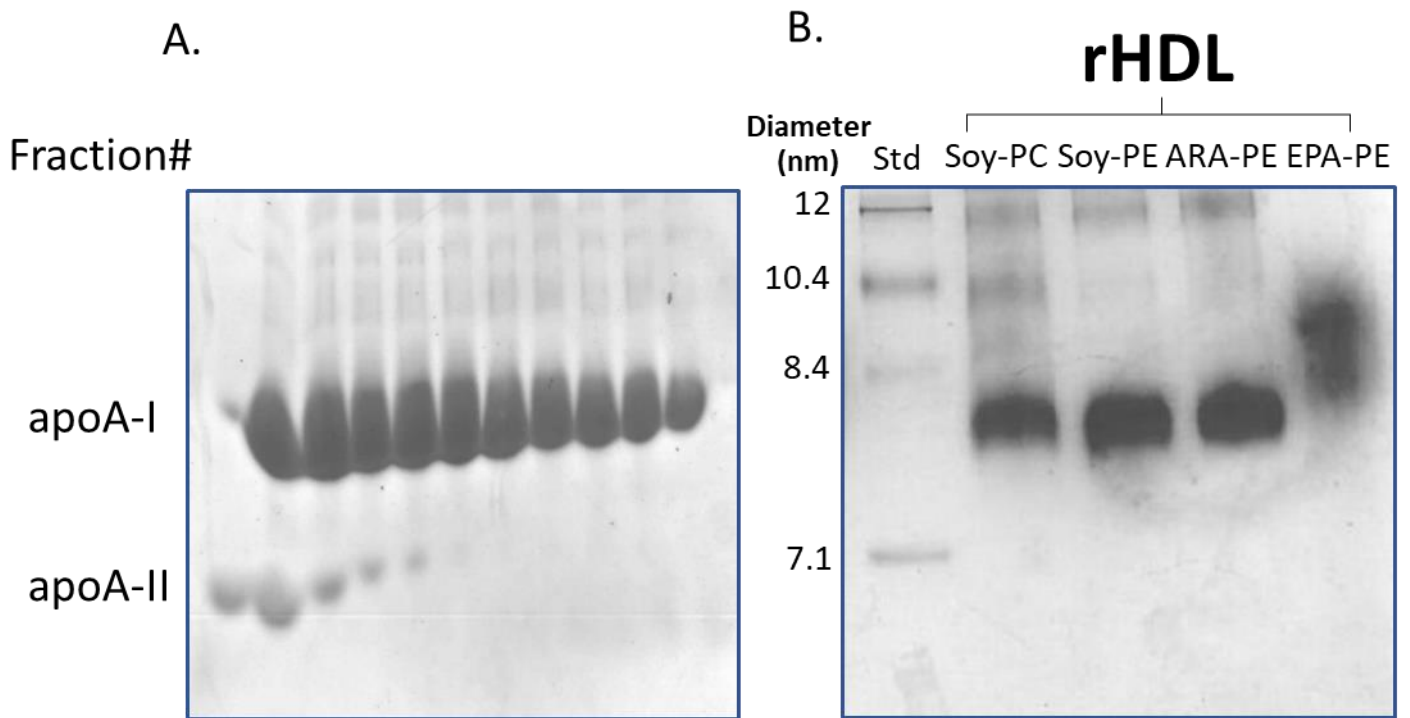 A.
Fraction#
apoA-I
apoA-II
B.
rHDL
Diameter
(nm)
Std Soy-PC Soy-PE ARA-PE EPA-PE
12
10.4
8.4
7.1